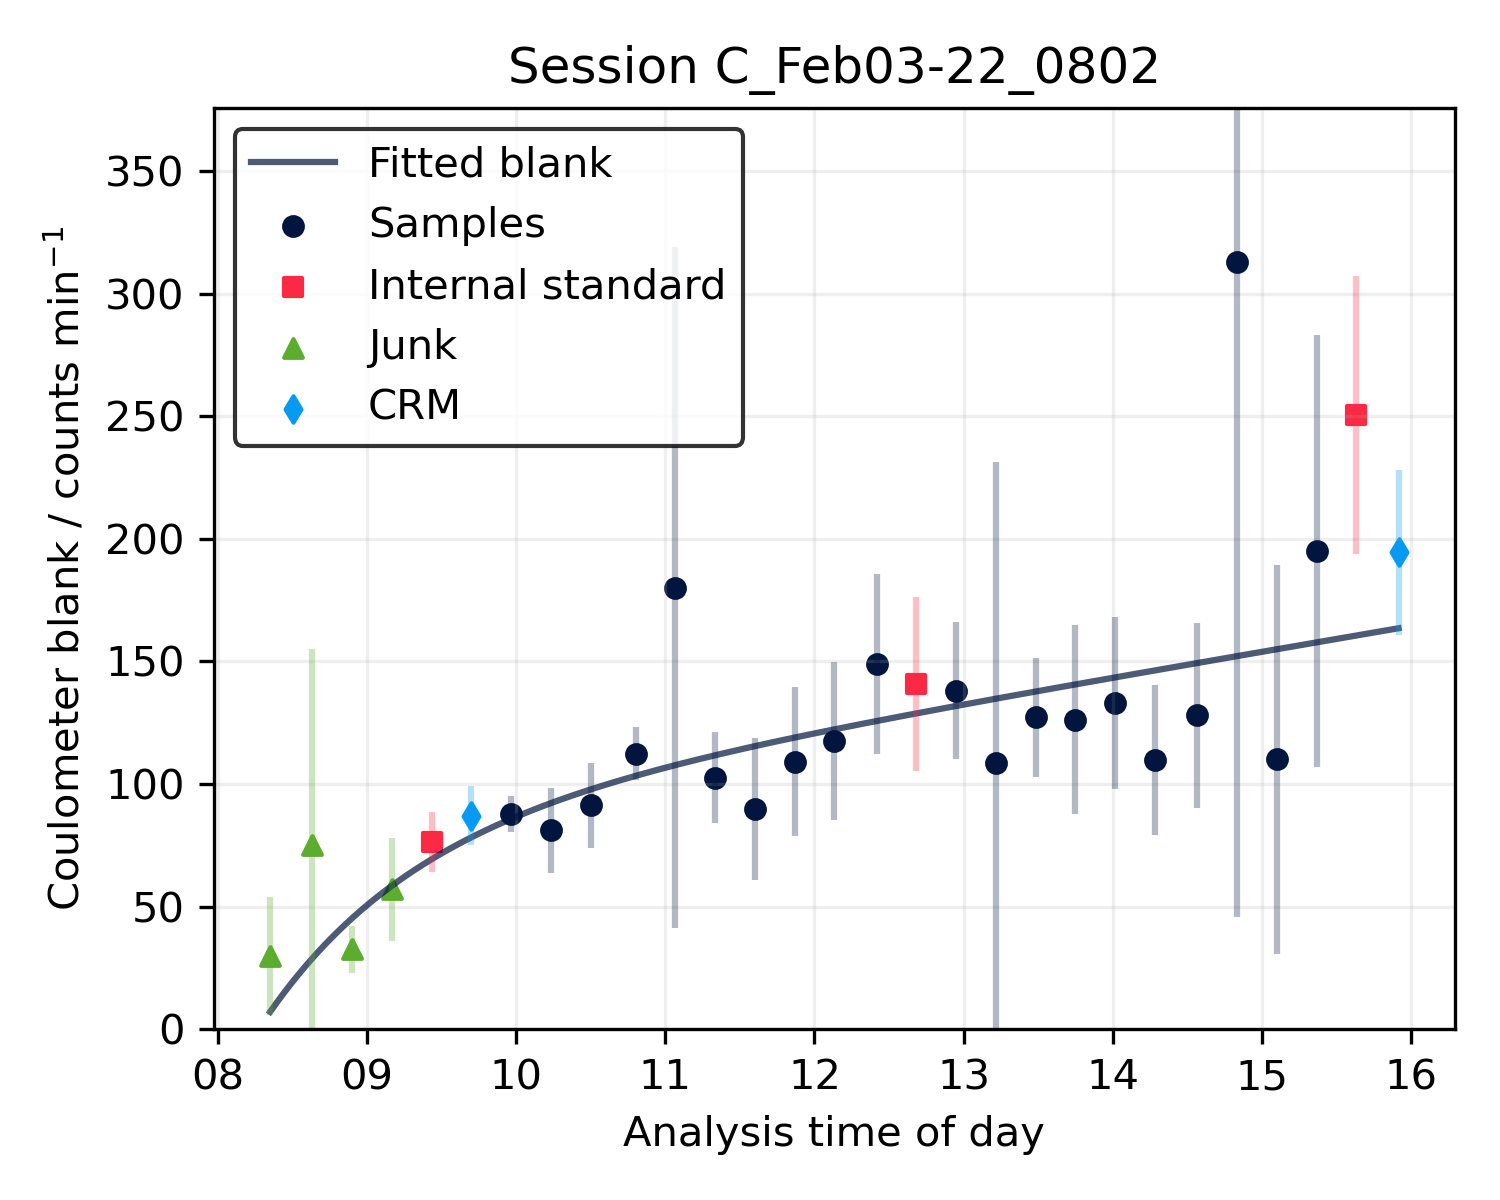 Session C_Feb03-22_0802
Fitted blank
Samples
Internal standard
Junk
CRM
Coulometer blank / counts min⁻¹
350
300
250
200
150
100
50
0
08 09 10 11 12 13 14 15 16
Analysis time of day